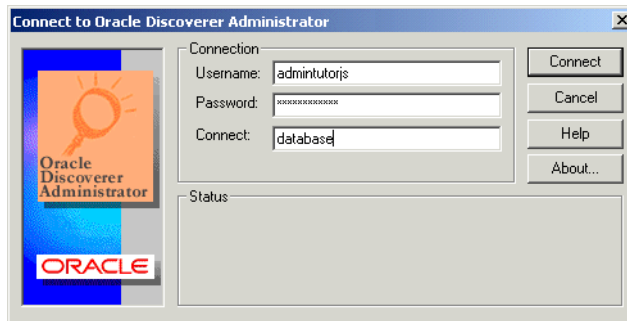 Connect to Oracle Discoverer Administrator
Connection
Username: admintutorjs
Password: ************
Connect: database
Connect
Cancel
Help
About...
Oracle
Discoverer
Administrator
ORACLE
Status